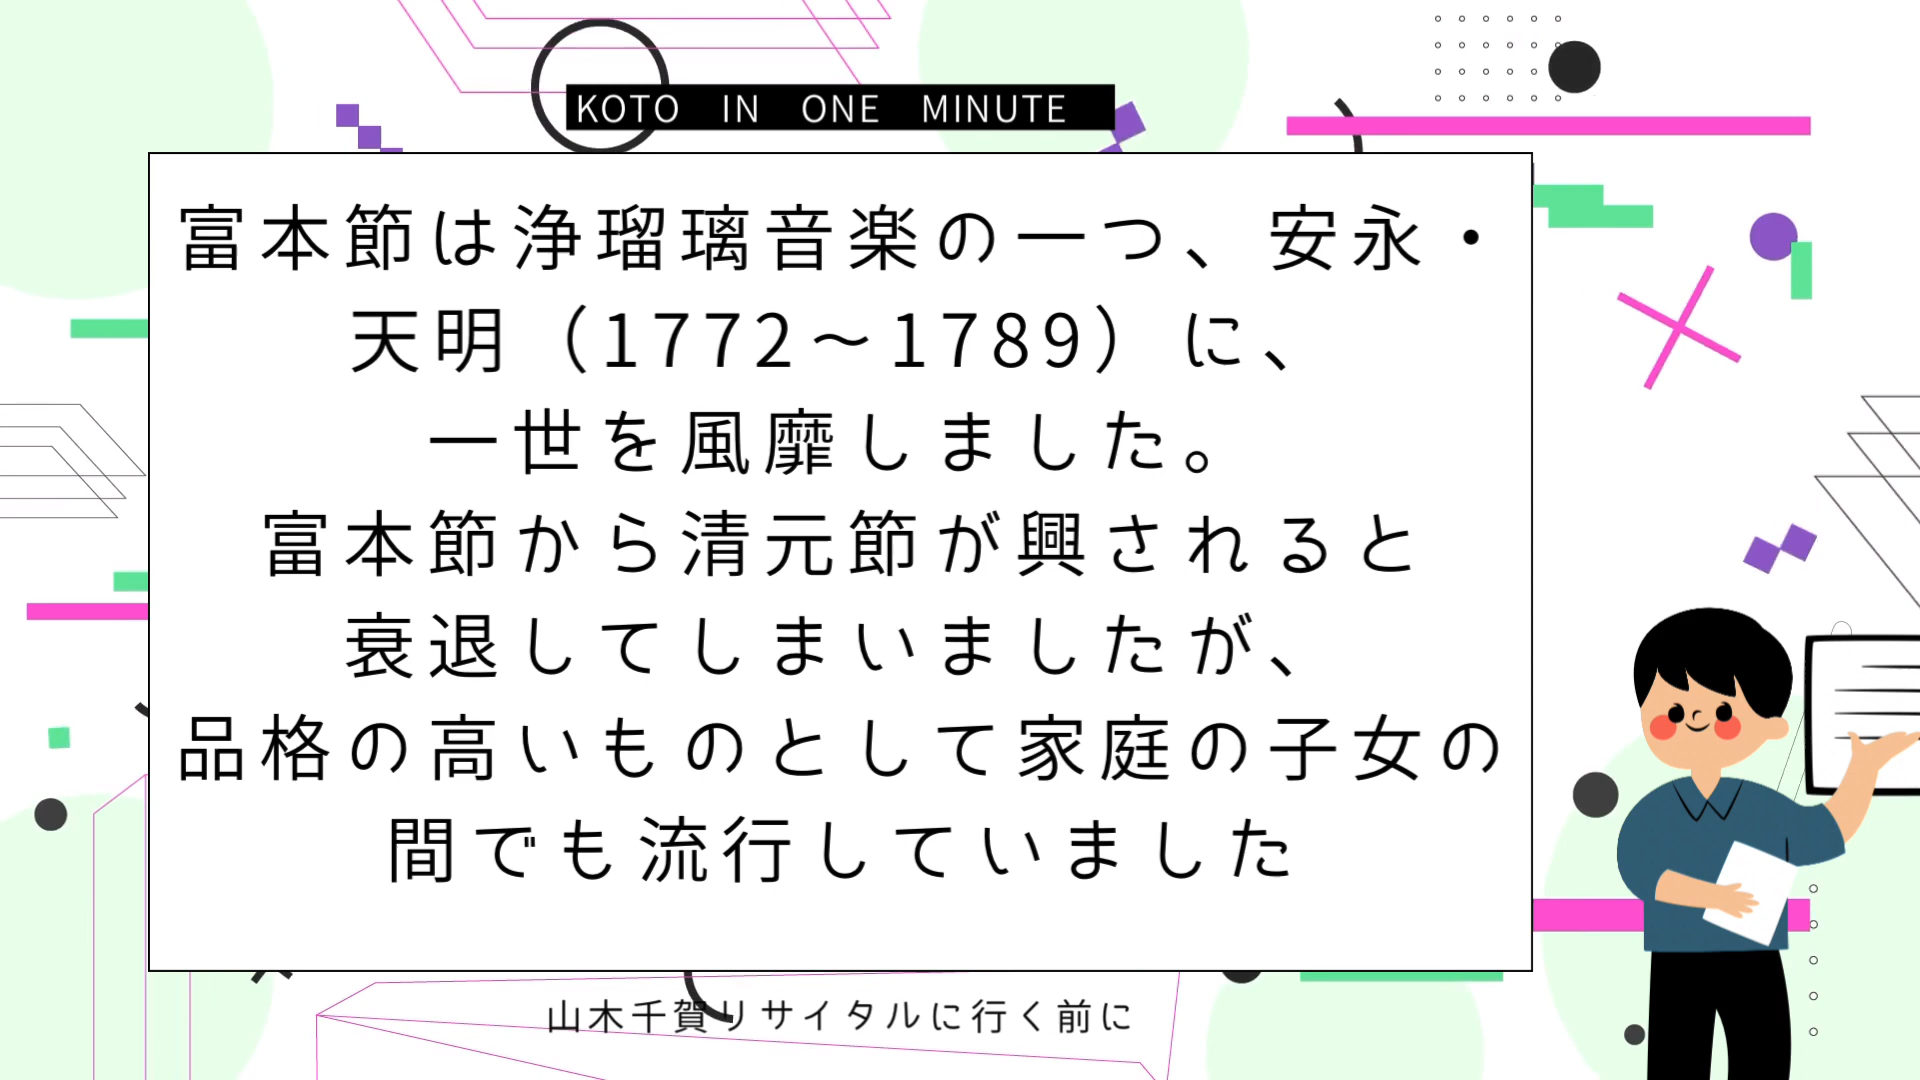 KOTO IN ONE MINUTE
富本節は浄瑠璃音楽の一つ、安永・
天明（1772～1789）に、
一世を風靡しました。
富本節から清元節が興されると
衰退してしまいましたが、
品格の高いものとして家庭の子女の
間でも流行していました
山木千賀リサイタルに行く前に